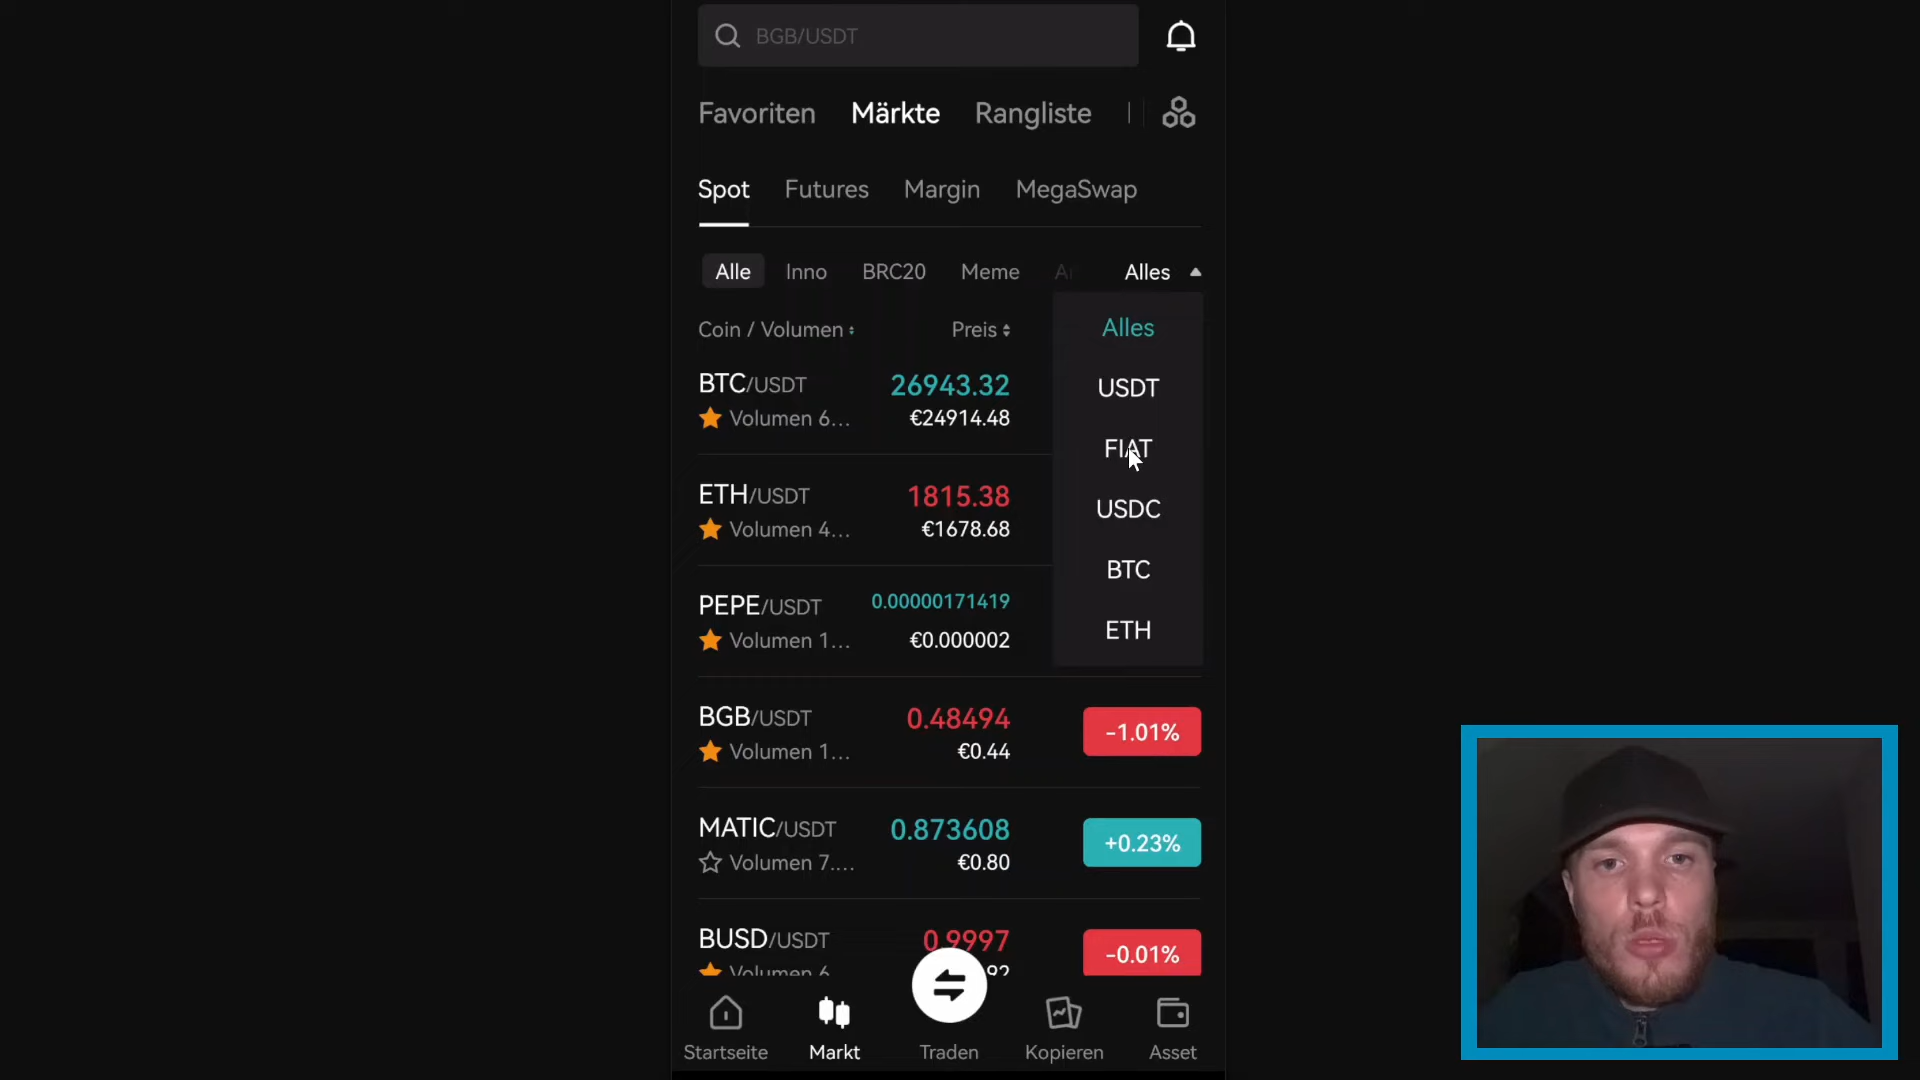 BGB/USDT
Favoriten Märkte Rangliste
Spot Futures Margin MegaSwap
Alle Inno BRC20 Meme Alles
Coin / Volumen Preis
Alles
USDT
FIAT
USDC
BTC
ETH
BTC/USDT 26943.32
Volumen 6... €24914.48
ETH/USDT 1815.38
Volumen 4... €1678.68
PEPE/USDT 0.00000171419
Volumen 1... €0.000002
BGB/USDT 0.48494 -1.01%
Volumen 1... €0.44
MATIC/USDT 0.873608 +0.23%
Volumen 7.... €0.80
BUSD/USDT 0.9997 -0.01%
Volumen 6
Startseite Markt Traden Kopieren Asset